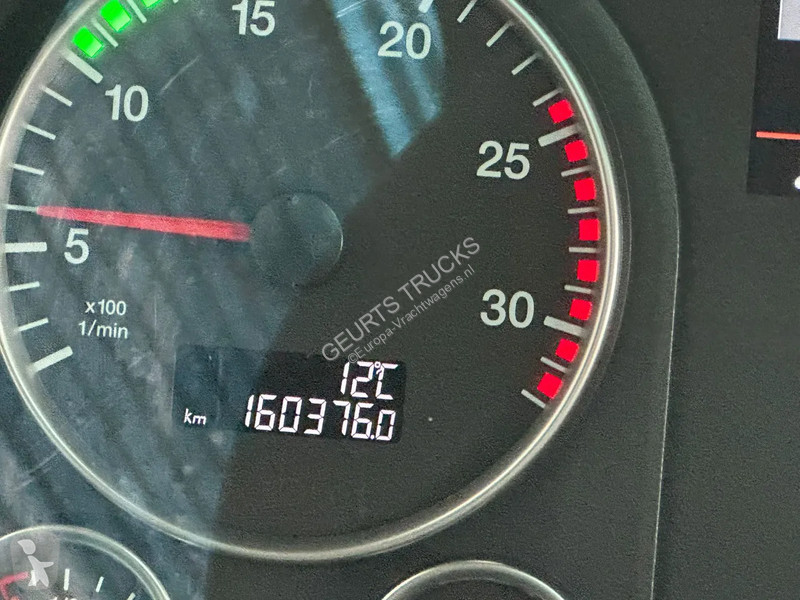 15
20
10
25
5
x100
1/min
30
12°C
km 160376.0
GEURTS TRUCKS
©Europa-Vrachtwagens.nl